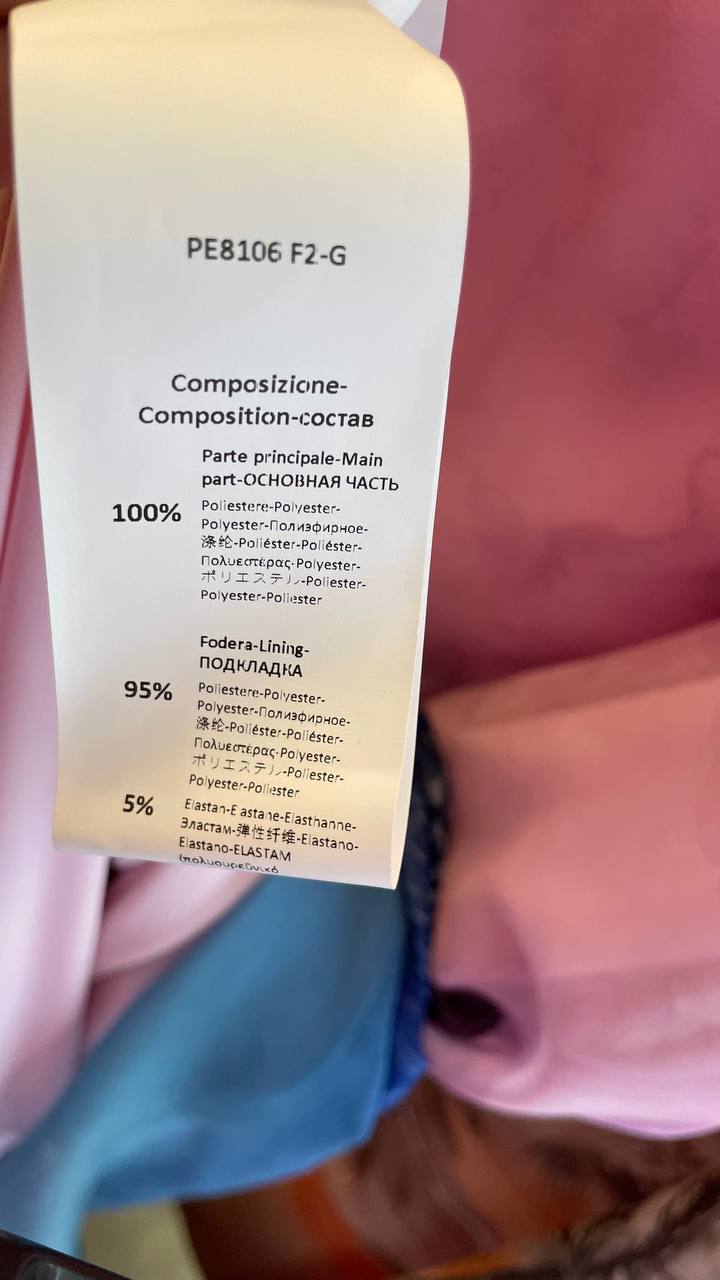 PE8106 F2-G
Composizione-
Composition-состав
Parte principale-Main
part-ОСНОВНАЯ ЧАСТЬ
100%
Poliestere-Polyester-
Polyester-Полиэфирное-
涤纶-Poliéster-Poliéster-
Πολυεστέρας-Polyester-
ポリエステル-Poliester-
Polyester-Poliester
Fodera-Lining-
ПОДКЛАДКА
95%
Poliestere-Polyester-
Polyester-Полиэфирное-
涤纶-Poliéster-Poliéster-
Πολυεστέρας-Polyester-
ポリエステル-Poliester-
Polyester-Poliester
5%
Elastan-E astane-Elasthanne-
Эластам-弹性纤维-Elastano-
Elastano-ELASTAM
(πολυουρεϋνικό